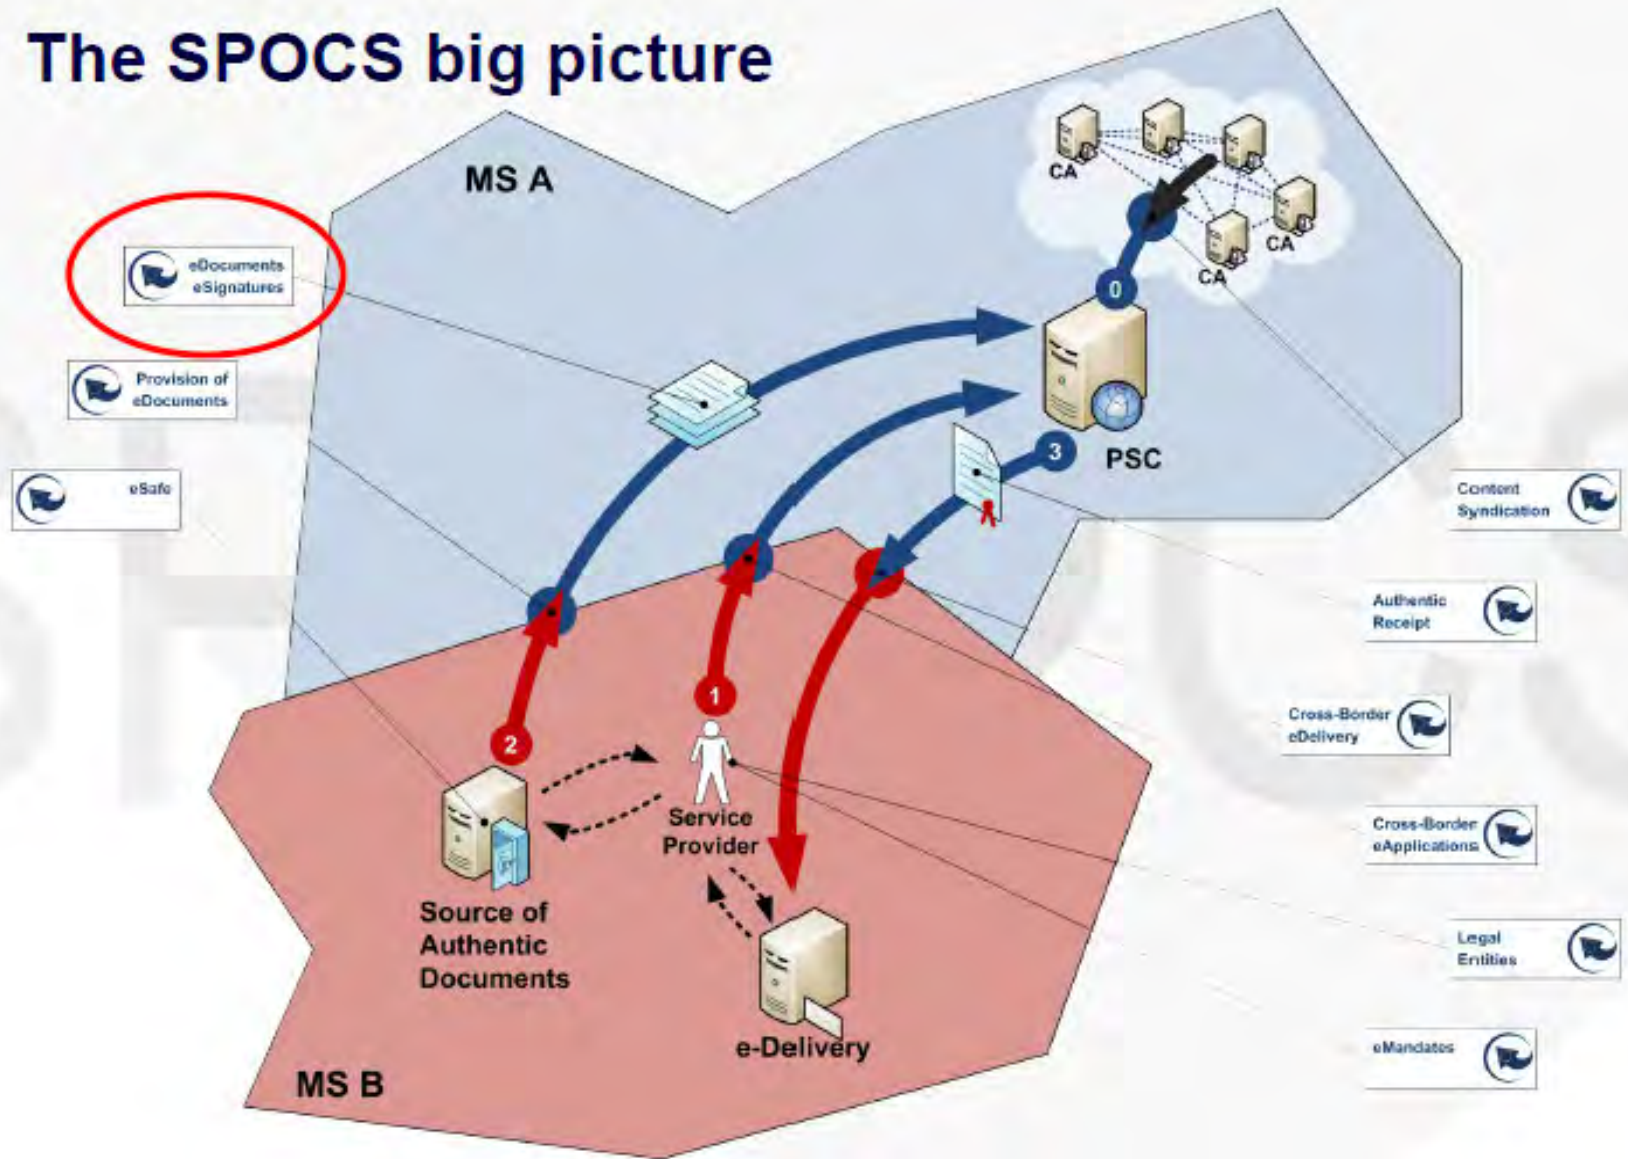 The SPOCS big picture
MS A
CA
CA
CA
0
eDocuments
eSignatures
Provision of
eDocuments
eSafe
3
PSC
Content
Syndication
Authentic
Receipt
Cross-Border
eDelivery
Cross-Border
eApplications
Legal
Entities
eMandates
1
2
Service
Provider
Source of
Authentic
Documents
e-Delivery
MS B